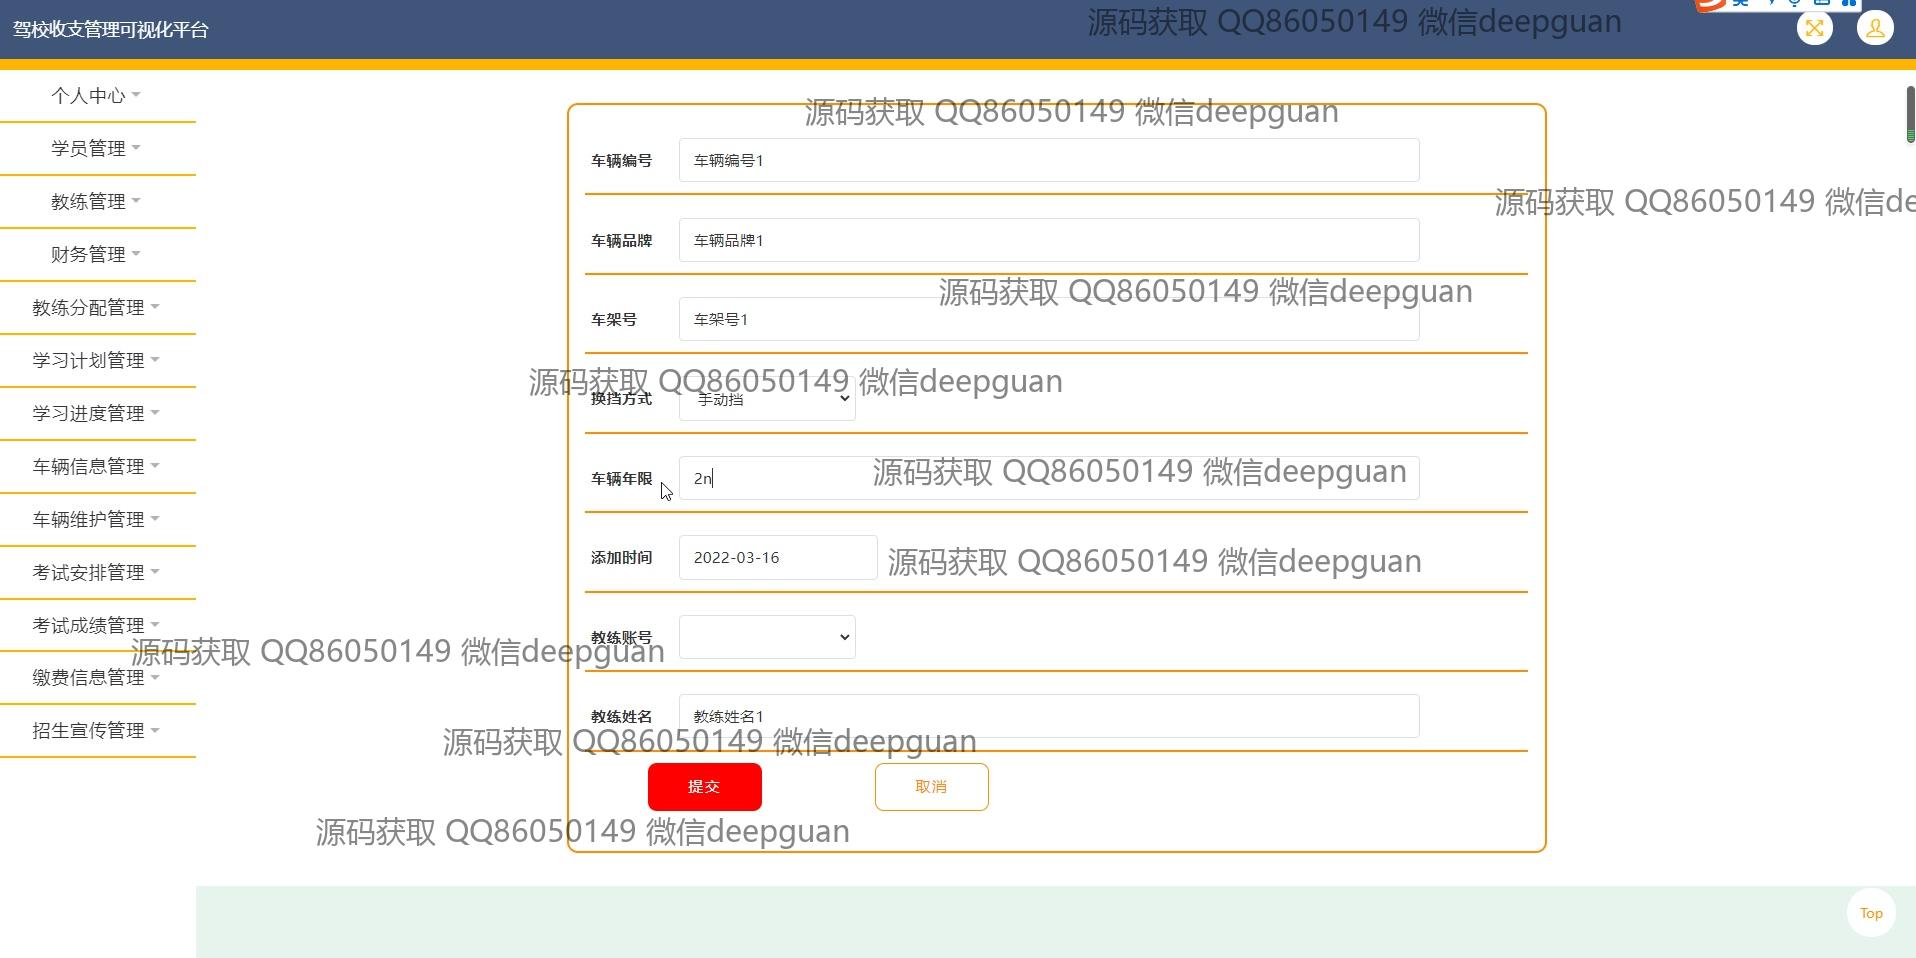 驾校收支管理可视化平台
源码获取 QQ86050149 微信deepguan
个人中心
学员管理
教练管理
财务管理
教练分配管理
学习计划管理
学习进度管理
车辆信息管理
车辆维护管理
考试安排管理
考试成绩管理
缴费信息管理
招生宣传管理
源码获取 QQ86050149 微信deepguan
车辆编号 车辆编号1
源码获取 QQ86050149 微信de
车辆品牌 车辆品牌1
源码获取 QQ86050149 微信deepguan
车架号 车架号1
源码获取 QQ86050149 微信deepguan
换挡方式 手动挡
源码获取 QQ86050149 微信deepguan
车辆年限 2n
添加时间 2022-03-16
源码获取 QQ86050149 微信deepguan
教练账号
源码获取 QQ86050149 微信deepguan
教练姓名 教练姓名1
源码获取 QQ86050149 微信deepguan
提交 取消
源码获取 QQ86050149 微信deepguan
Top